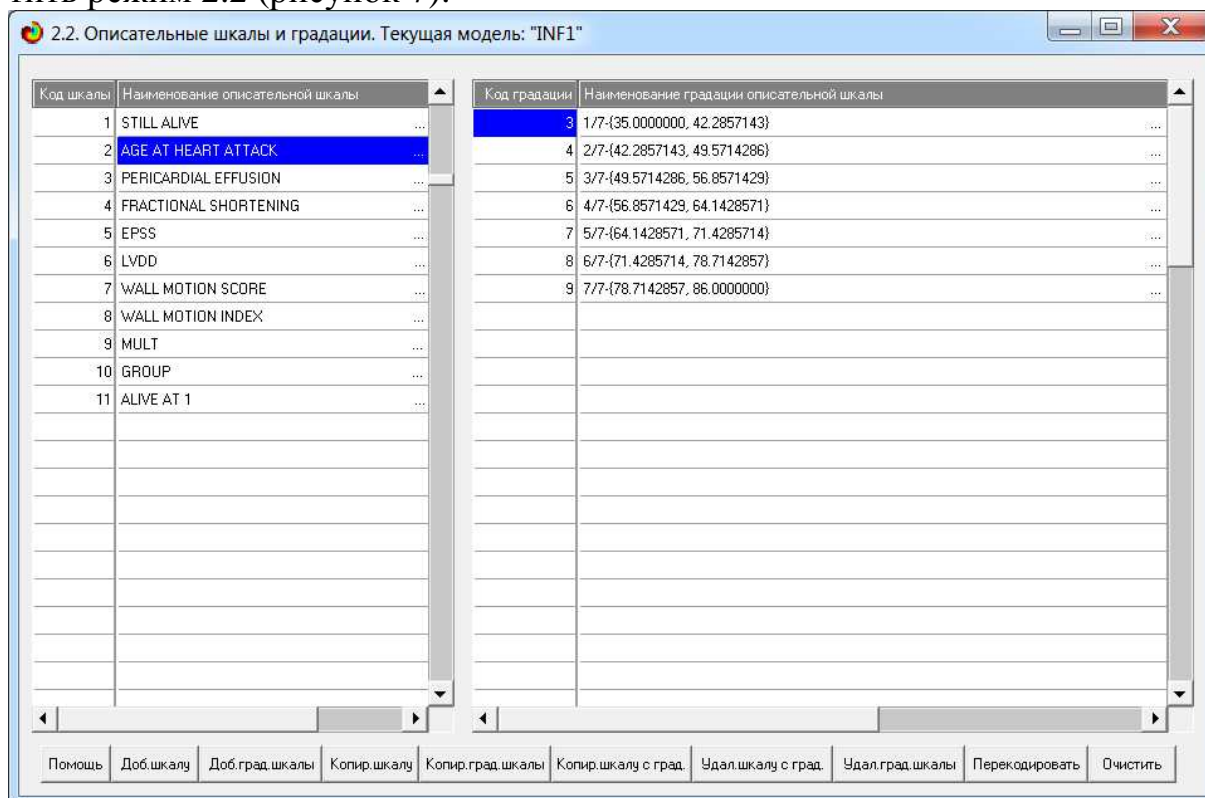 тить режим 2.2 (рисунок 7).
2.2. Описательные шкалы и градации. Текущая модель: "INF1"
Код шкалы Наименование описательной шкалы
1 STILL ALIVE ...
2 AGE AT HEART ATTACK ...
3 PERICARDIAL EFFUSION ...
4 FRACTIONAL SHORTENING ...
5 EPSS ...
6 LVDD ...
7 WALL MOTION SCORE ...
8 WALL MOTION INDEX ...
9 MULT ...
10 GROUP ...
11 ALIVE AT 1 ...
Код градации Наименование градации описательной шкалы
3 1/7-{35.0000000, 42.2857143} ...
4 2/7-{42.2857143, 49.5714286} ...
5 3/7-{49.5714286, 56.8571429} ...
6 4/7-{56.8571429, 64.1428571} ...
7 5/7-{64.1428571, 71.4285714} ...
8 6/7-{71.4285714, 78.7142857} ...
9 7/7-{78.7142857, 86.0000000} ...
Помощь Доб.шкалу Доб.град.шкалы Копир.шкалу Копир.град.шкалы Копир.шкалу с град. Удал.шкалу с град. Удал.град.шкалы Перекодировать Очистить